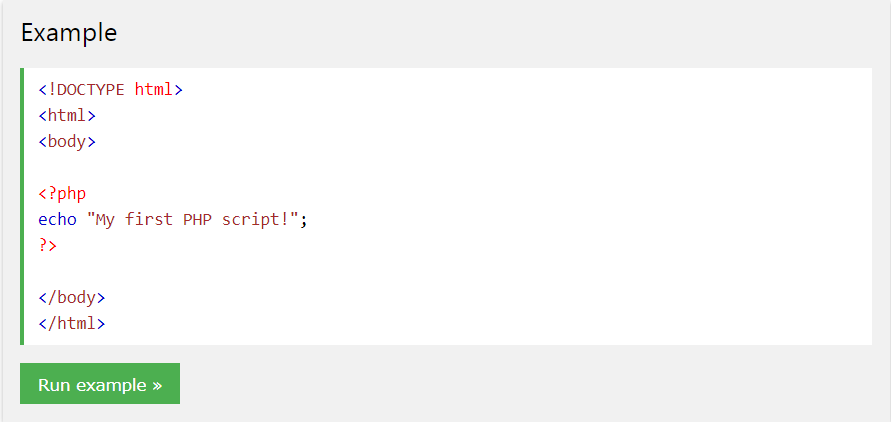 Example
<!DOCTYPE html>
<html>
<body>
<?php
echo "My first PHP script!";
?>
</body>
</html>
Run example »